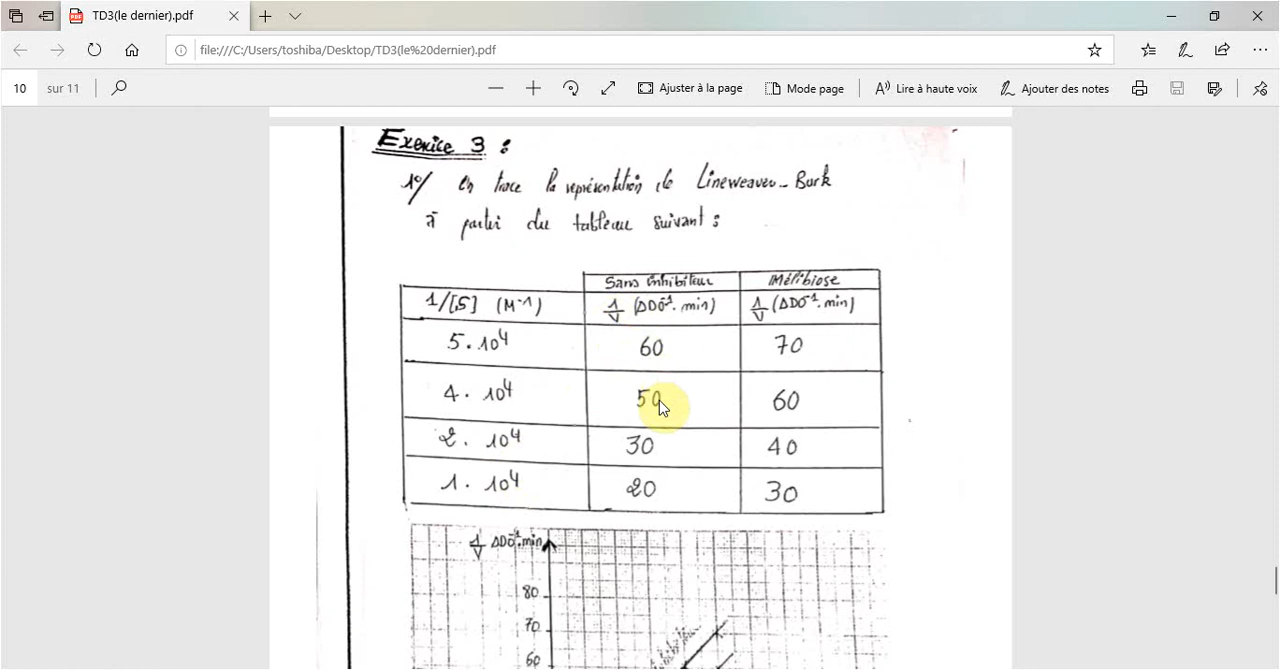 TD3(le dernier).pdf
file:///C:/Users/toshiba/Desktop/TD3(le%20dernier).pdf
10 sur 11 Ajuster à la page Mode page Lire à haute voix Ajouter des notes
Exercice 3 :
1°/ On trace la représentation de Lineweaver-Burk
à partir du tableau suivant :
Sans inhibiteur Mélibiose
1/[S] (M⁻¹) 1/V (ΔDO⁻¹. min) 1/V (ΔDO⁻¹. min)
5 . 10⁴ 60 70
4 . 10⁴ 50 60
2 . 10⁴ 30 40
1 . 10⁴ 20 30
1/V ΔDO⁻¹.min
80
70
60